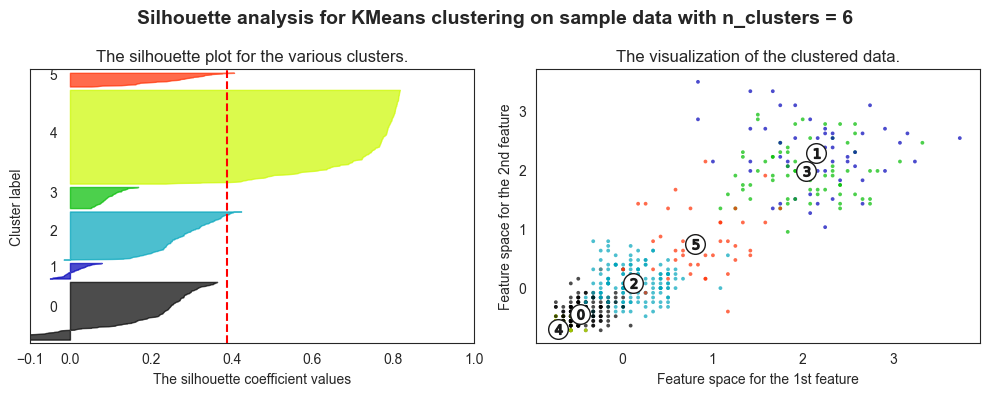 Silhouette analysis for KMeans clustering on sample data with n_clusters = 6
The silhouette plot for the various clusters.
Cluster label
5
4
3
2
1
0
−0.1 0.0 0.2 0.4 0.6 0.8 1.0
The silhouette coefficient values
The visualization of the clustered data.
Feature space for the 2nd feature
3
2
1
0
1
3
5
2
0
4
0 1 2 3
Feature space for the 1st feature